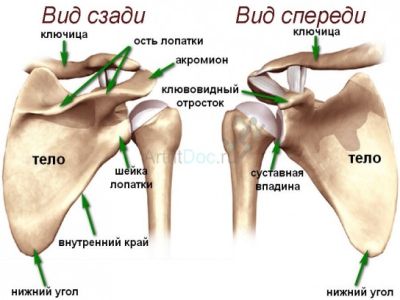 Вид сзади
ключица
ость лопатки
акромион
тело
шейка
лопатки
внутренний край
нижний угол
Вид спереди
ключица
клювовидный
отросток
тело
суставная
впадина
нижний угол